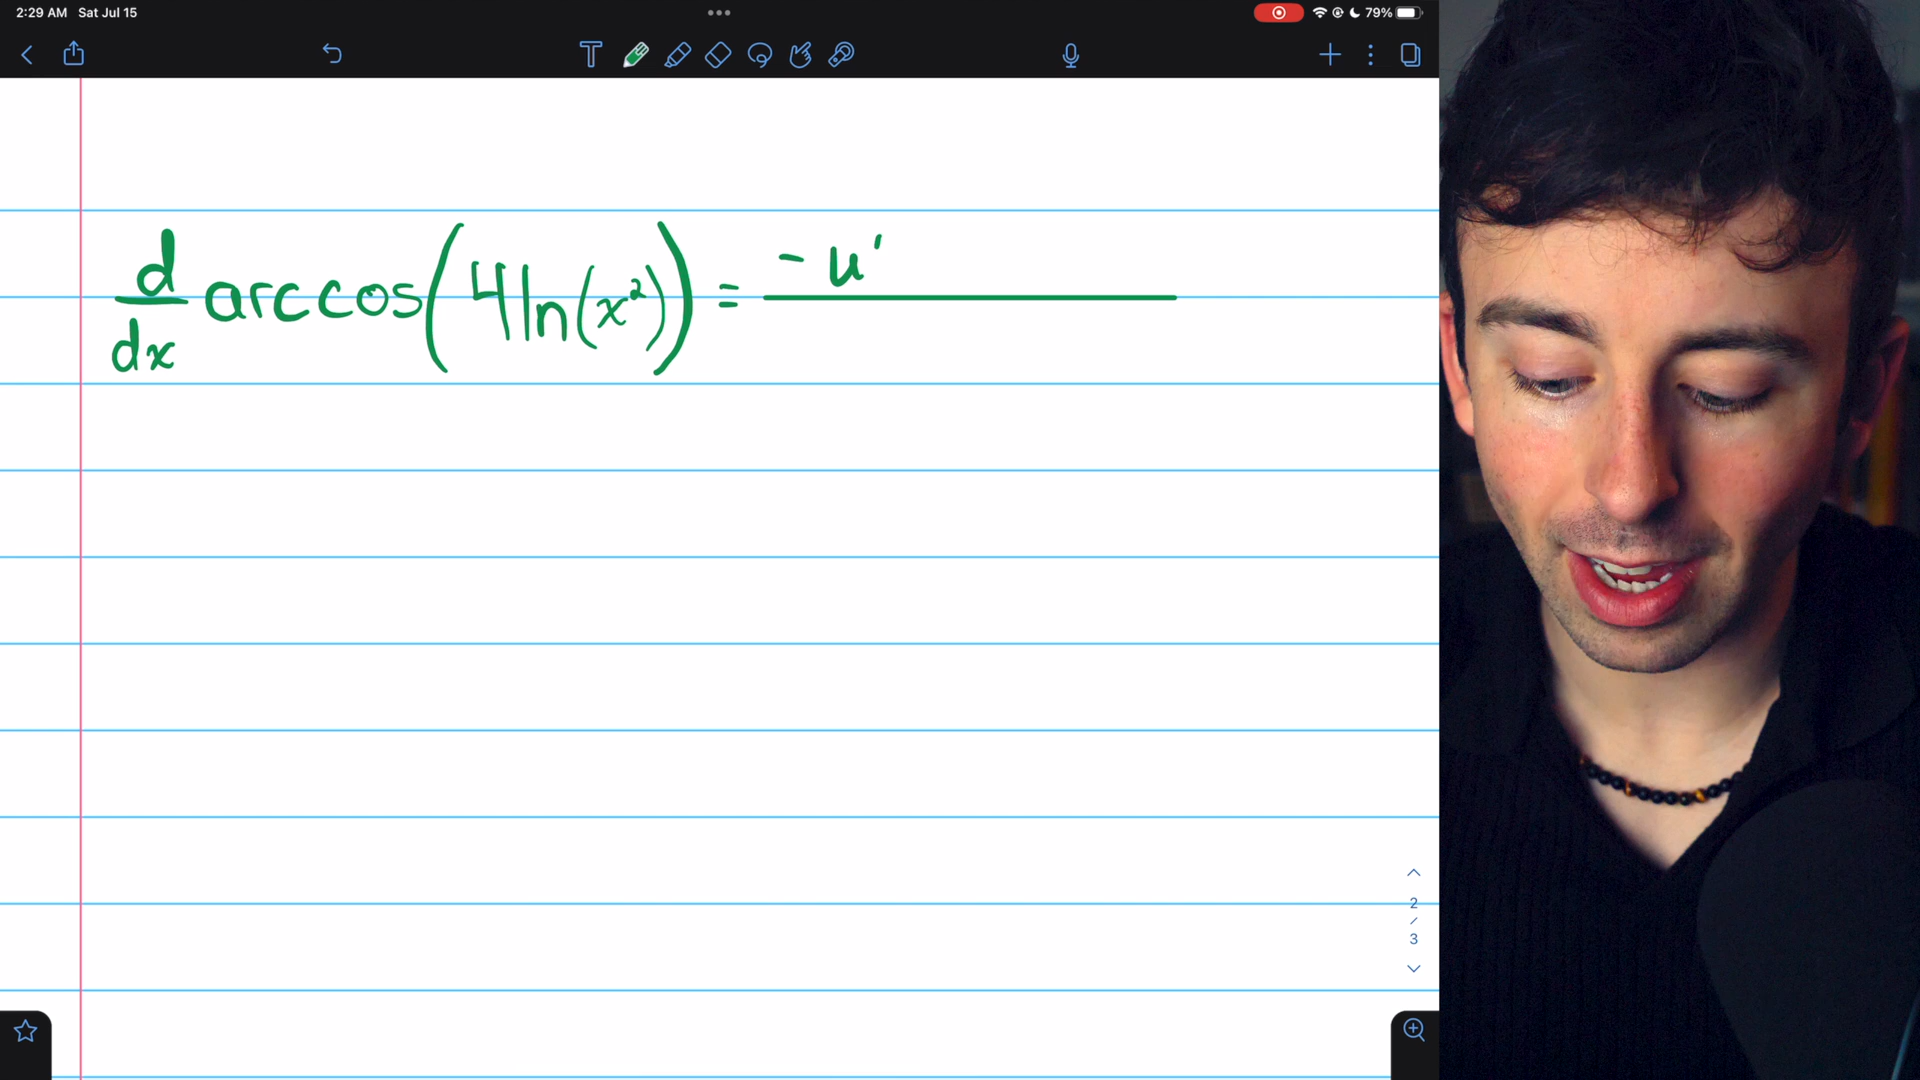 2:29 AM Sat Jul 15
79%
d/dx arccos(4ln(x²)) = -u'
2
/
3